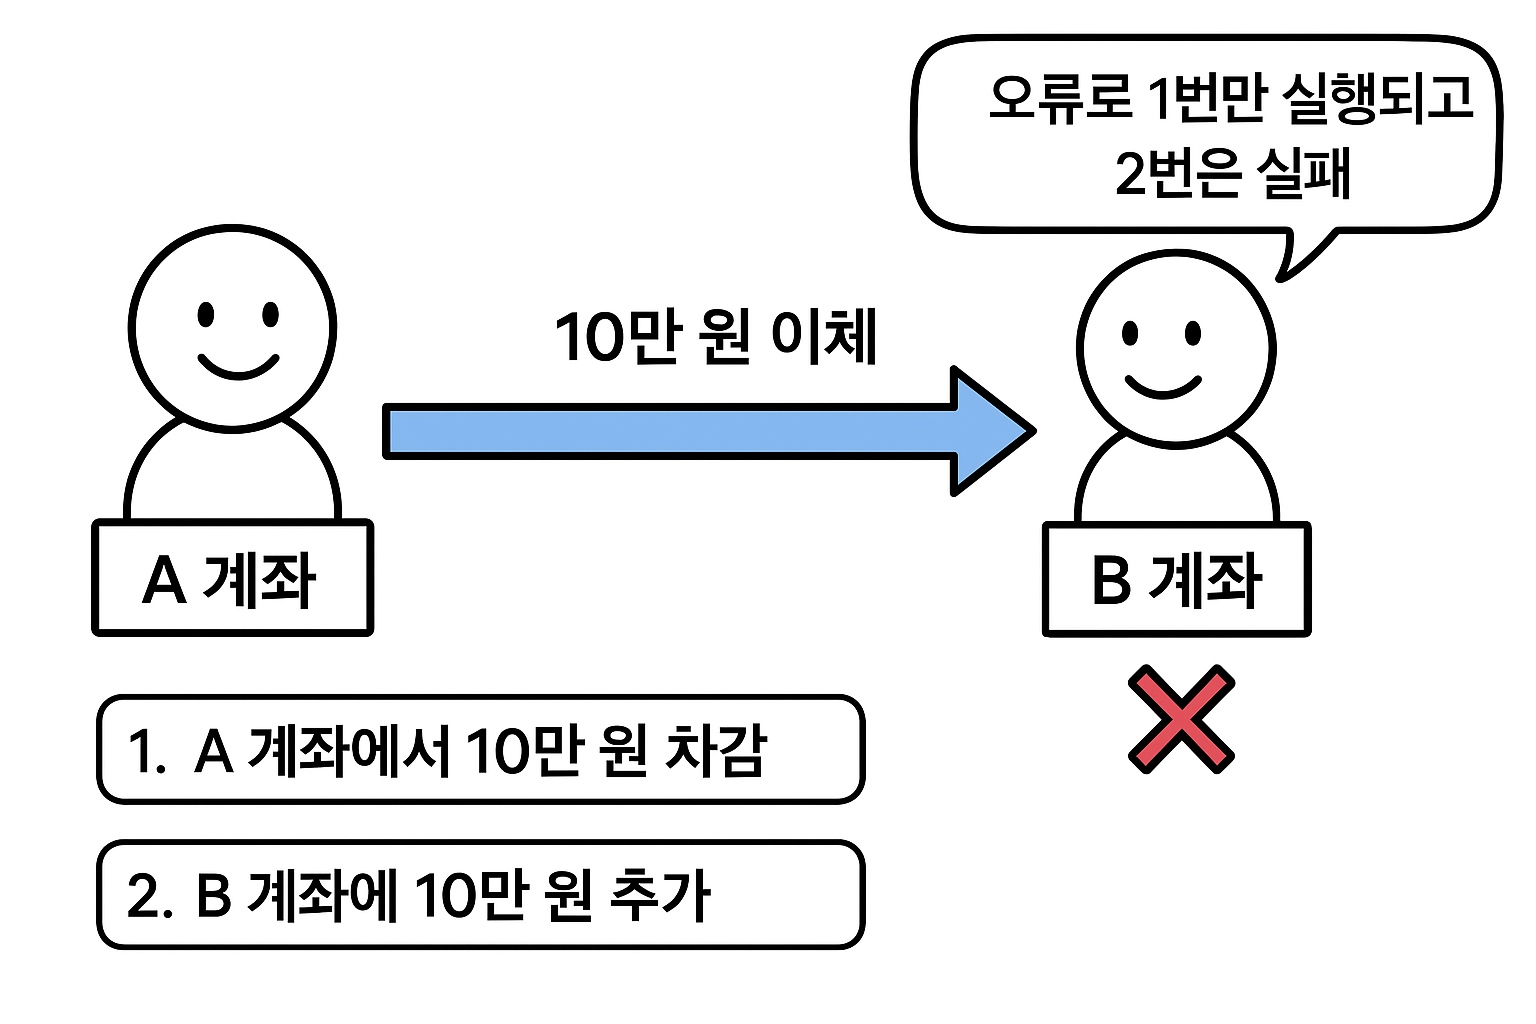 오류로 1번만 실행되고
2번은 실패
10만 원 이체
A 계좌
B 계좌
1. A 계좌에서 10만 원 차감
2. B 계좌에 10만 원 추가